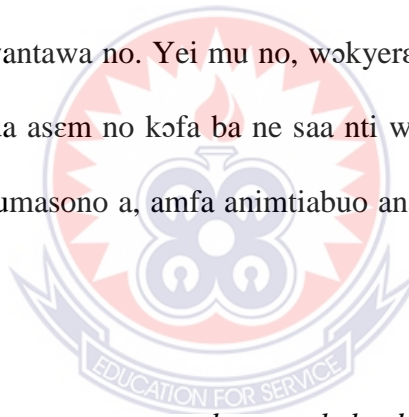 antawa no. Yei mu no, wɔkyerɛ
a asɛm no kɔfa ba ne saa nti w
umasono a, amfa animtiabuo an
EDUCATION FOR SERVICE